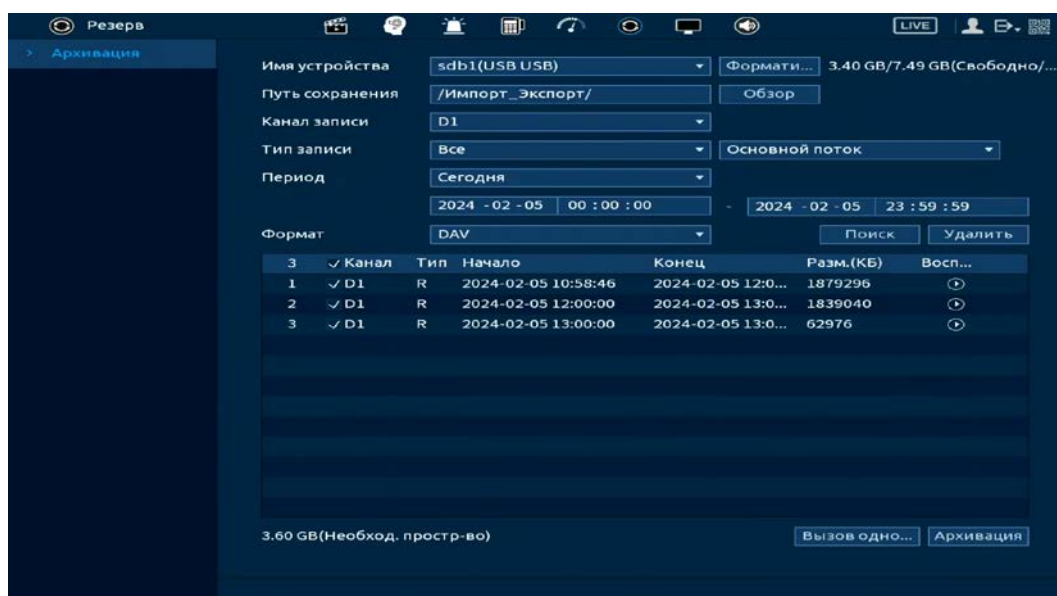 Резерв LIVE
Архивация
Имя устройства sdb1(USB USB) Формати... 3.40 GB/7.49 GB(Свободно/...
Путь сохранения /Импорт_Экспорт/ Обзор
Канал записи D1
Тип записи Все Основной поток
Период Сегодня
2024 -02 -05 00 :00 :00 - 2024 -02 -05 23 :59 :59
Формат DAV Поиск Удалить
3 Канал Тип Начало Конец Разм.(КБ) Восп...
1 D1 R 2024-02-05 10:58:46 2024-02-05 12:0... 1879296
2 D1 R 2024-02-05 12:00:00 2024-02-05 13:0... 1839040
3 D1 R 2024-02-05 13:00:00 2024-02-05 13:0... 62976
3.60 GB(Необход. простр-во) Вызов одно... Архивация